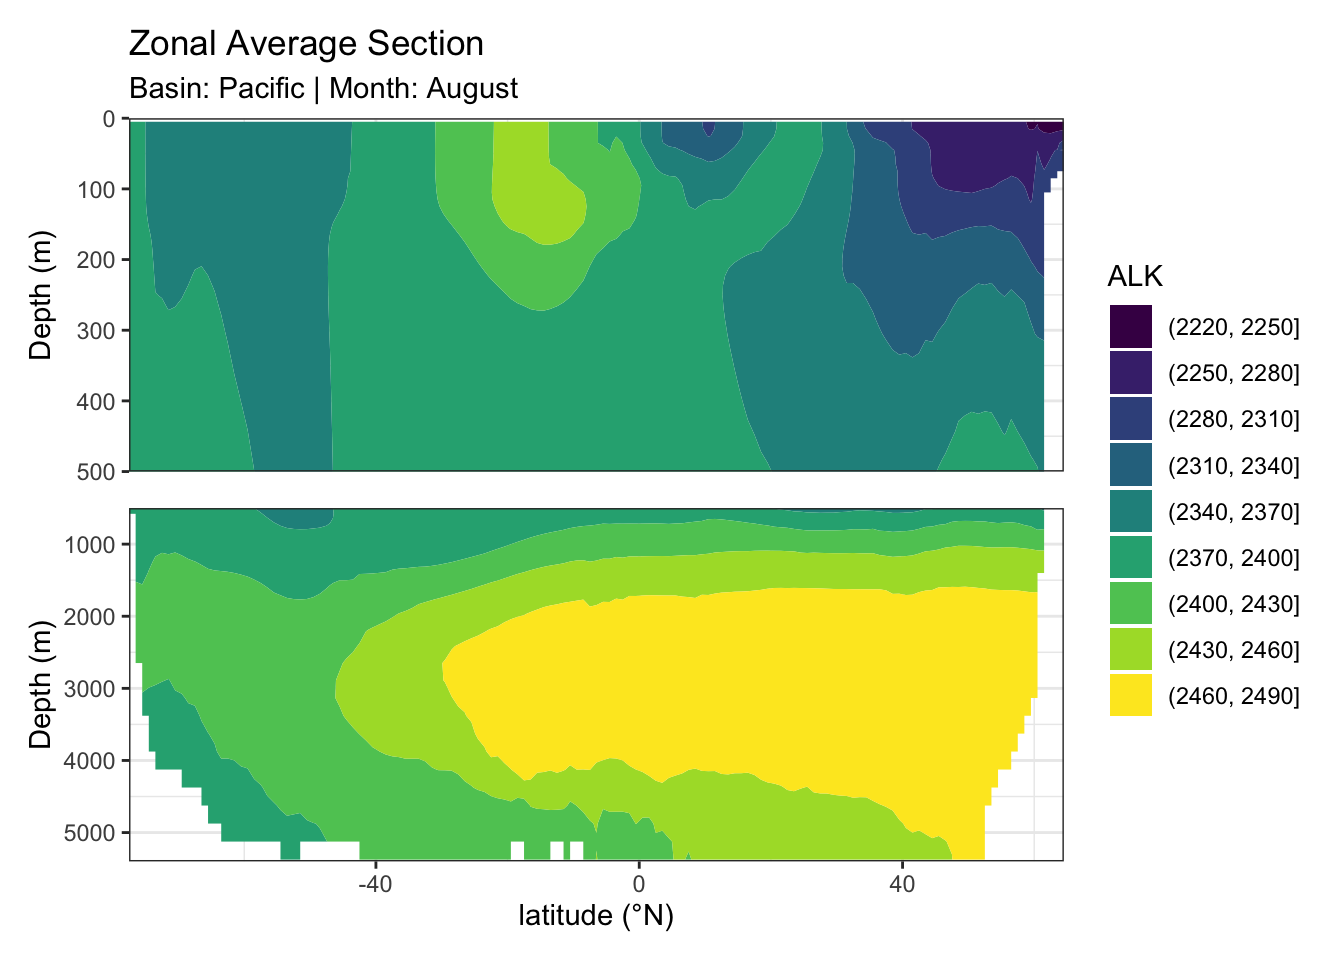 Zonal Average Section
Basin: Pacific | Month: August
0
100
200
300
400
500
Depth (m)
1000
2000
3000
4000
5000
Depth (m)
-40 0 40
latitude (°N)
ALK
(2220, 2250]
(2250, 2280]
(2280, 2310]
(2310, 2340]
(2340, 2370]
(2370, 2400]
(2400, 2430]
(2430, 2460]
(2460, 2490]